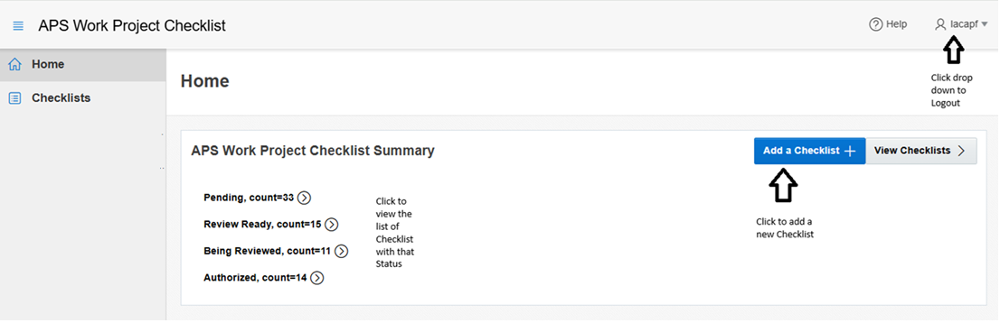 APS Work Project Checklist
Help
lacapf
Home
Checklists
Home
Click drop
down to
Logout
APS Work Project Checklist Summary
Add a Checklist
View Checklists
Pending, count=33
Review Ready, count=15
Being Reviewed, count=11
Authorized, count=14
Click to
view the
list of
Checklist
with that
Status
Click to add a
new Checklist